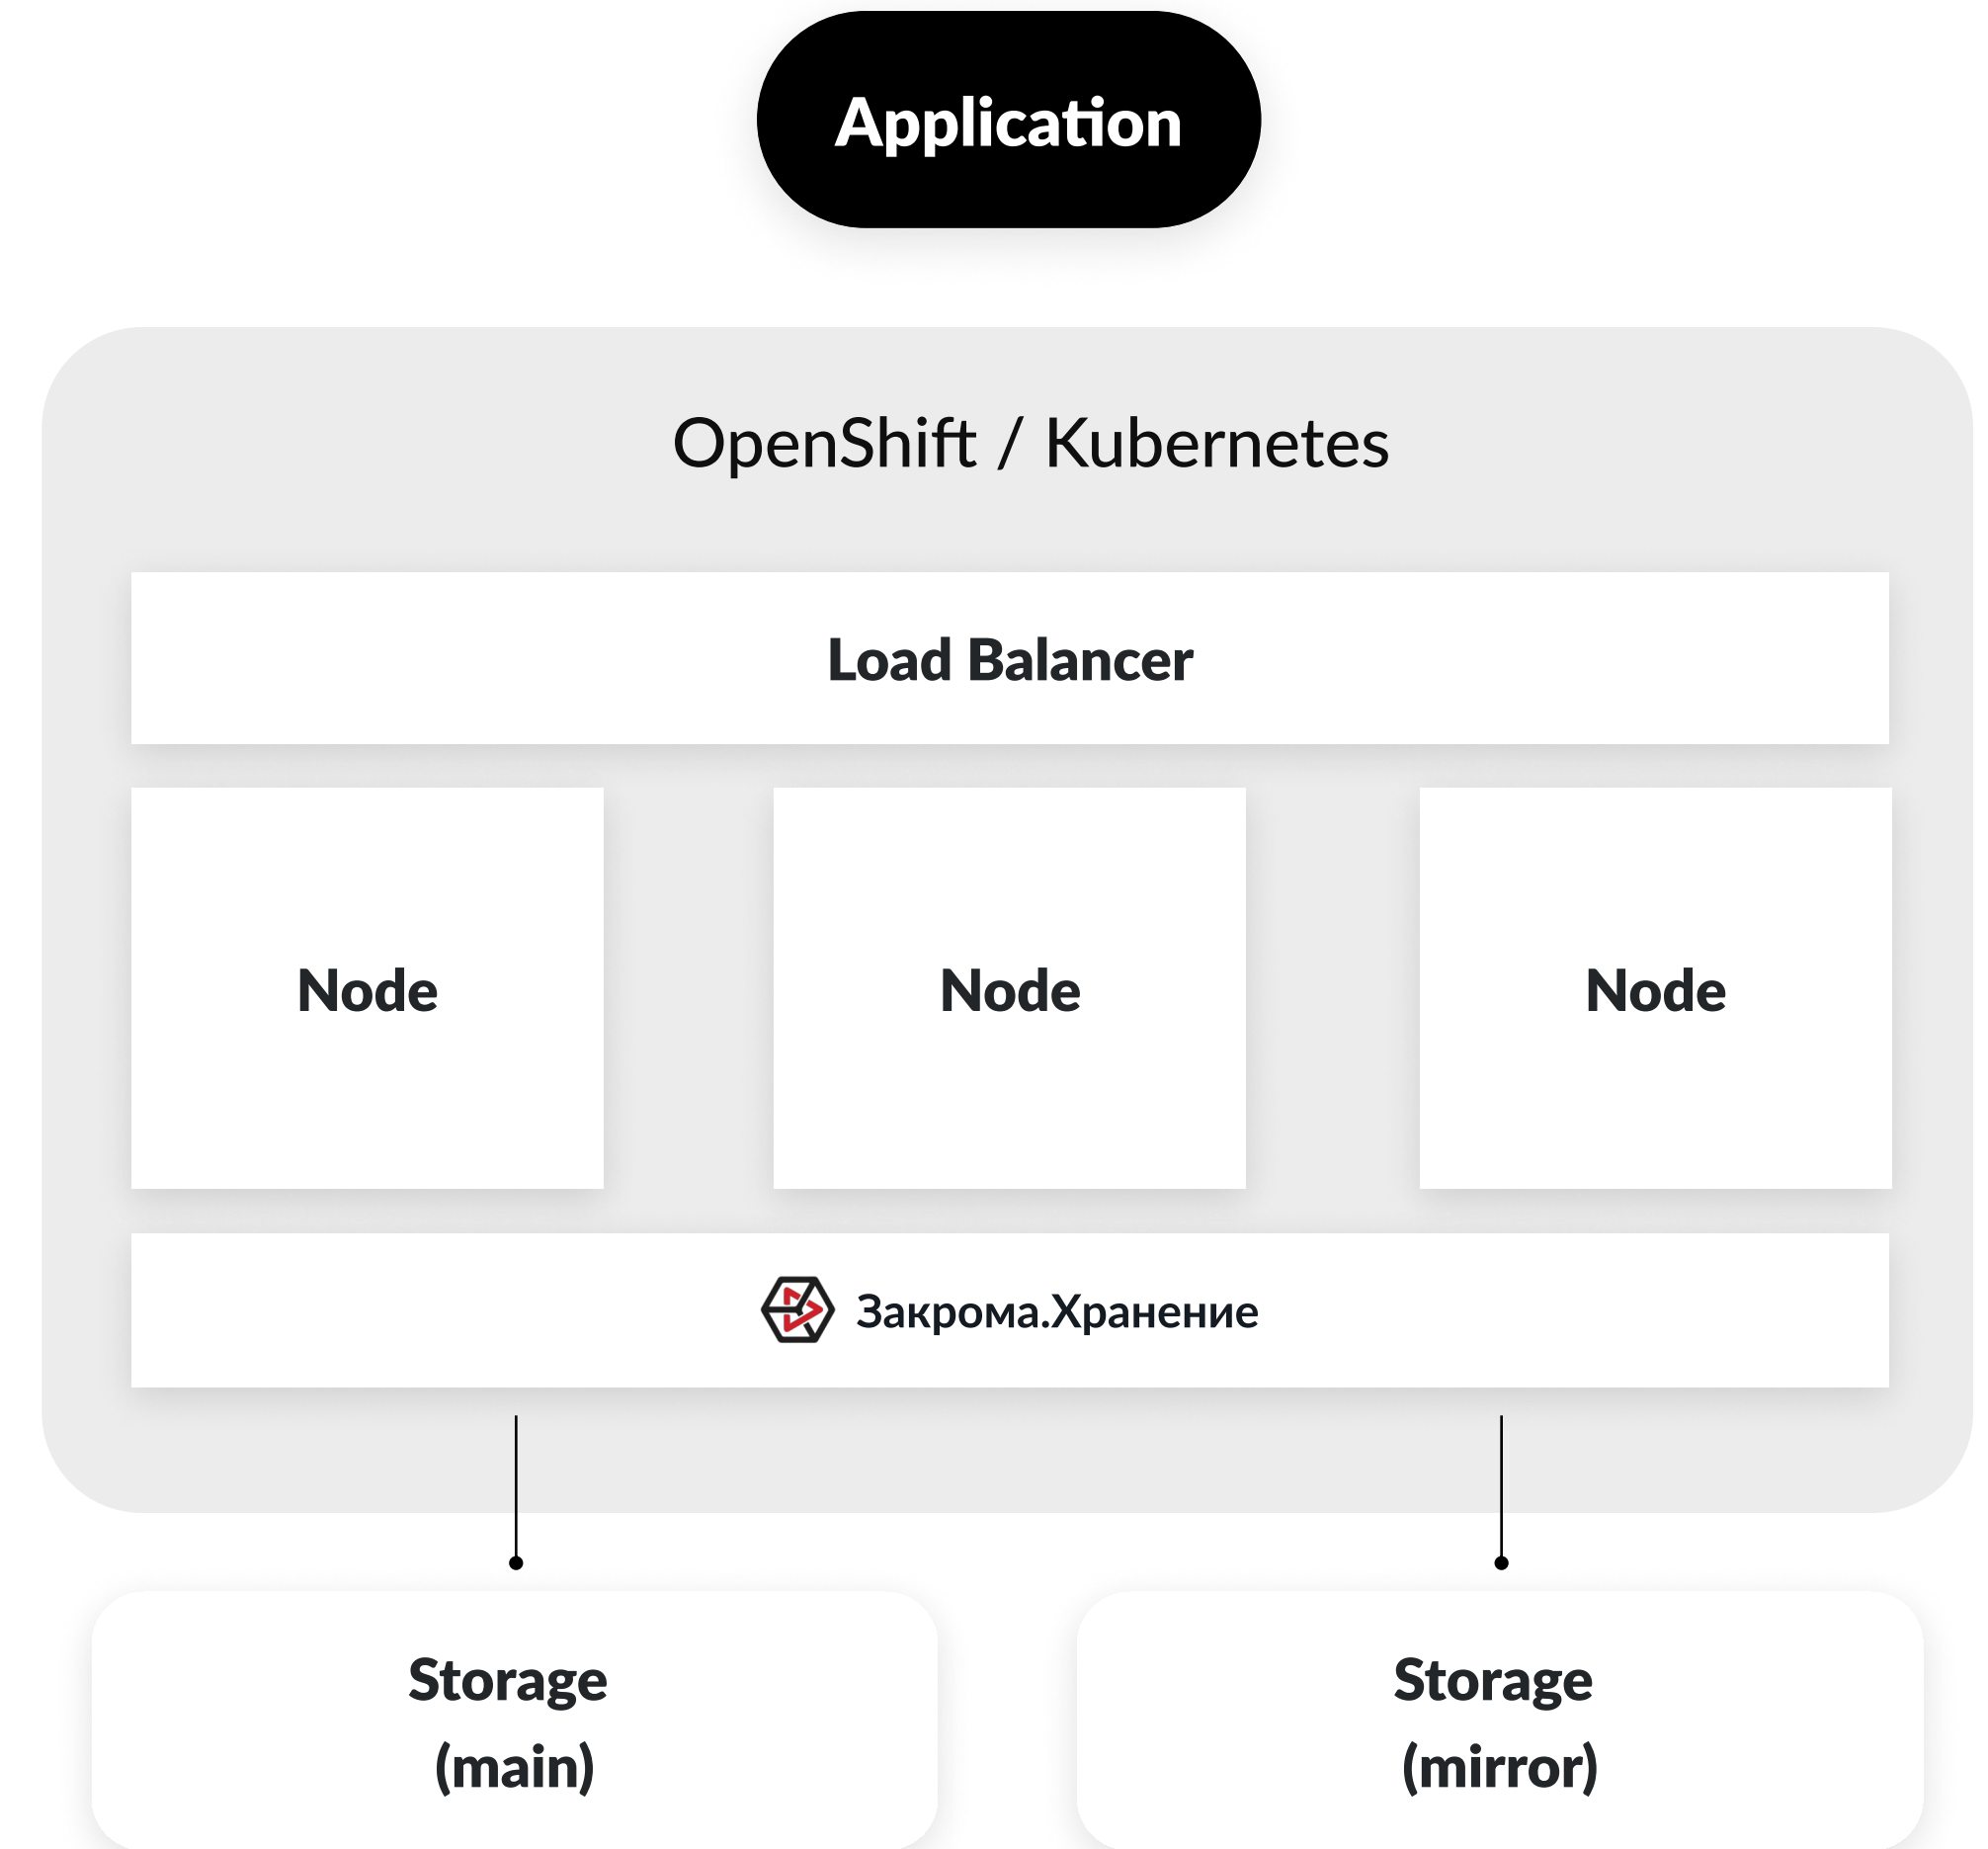 Application
OpenShift / Kubernetes
Load Balancer
Node
Node
Node
Закрома.Хранение
Storage
(main)
Storage
(mirror)